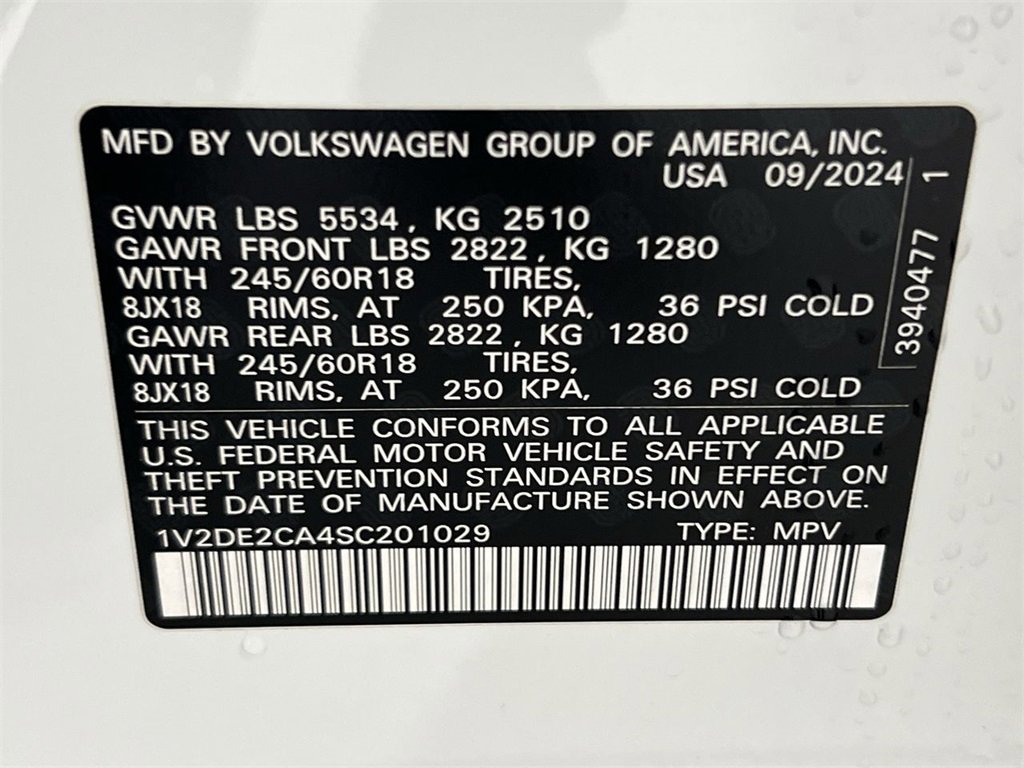 MFD BY VOLKSWAGEN GROUP OF AMERICA, INC.
USA 09/2024
GVWR LBS 5534, KG 2510
GAWR FRONT LBS 2822, KG 1280
WITH 245/60R18 TIRES,
8JX18 RIMS, AT 250 KPA, 36 PSI COLD
GAWR REAR LBS 2822, KG 1280
WITH 245/60R18 TIRES,
8JX18 RIMS, AT 250 KPA, 36 PSI COLD
3940477 1
THIS VEHICLE CONFORMS TO ALL APPLICABLE
U.S. FEDERAL MOTOR VEHICLE SAFETY AND
THEFT PREVENTION STANDARDS IN EFFECT ON
THE DATE OF MANUFACTURE SHOWN ABOVE.
1V2DE2CA4SC201029 TYPE: MPV